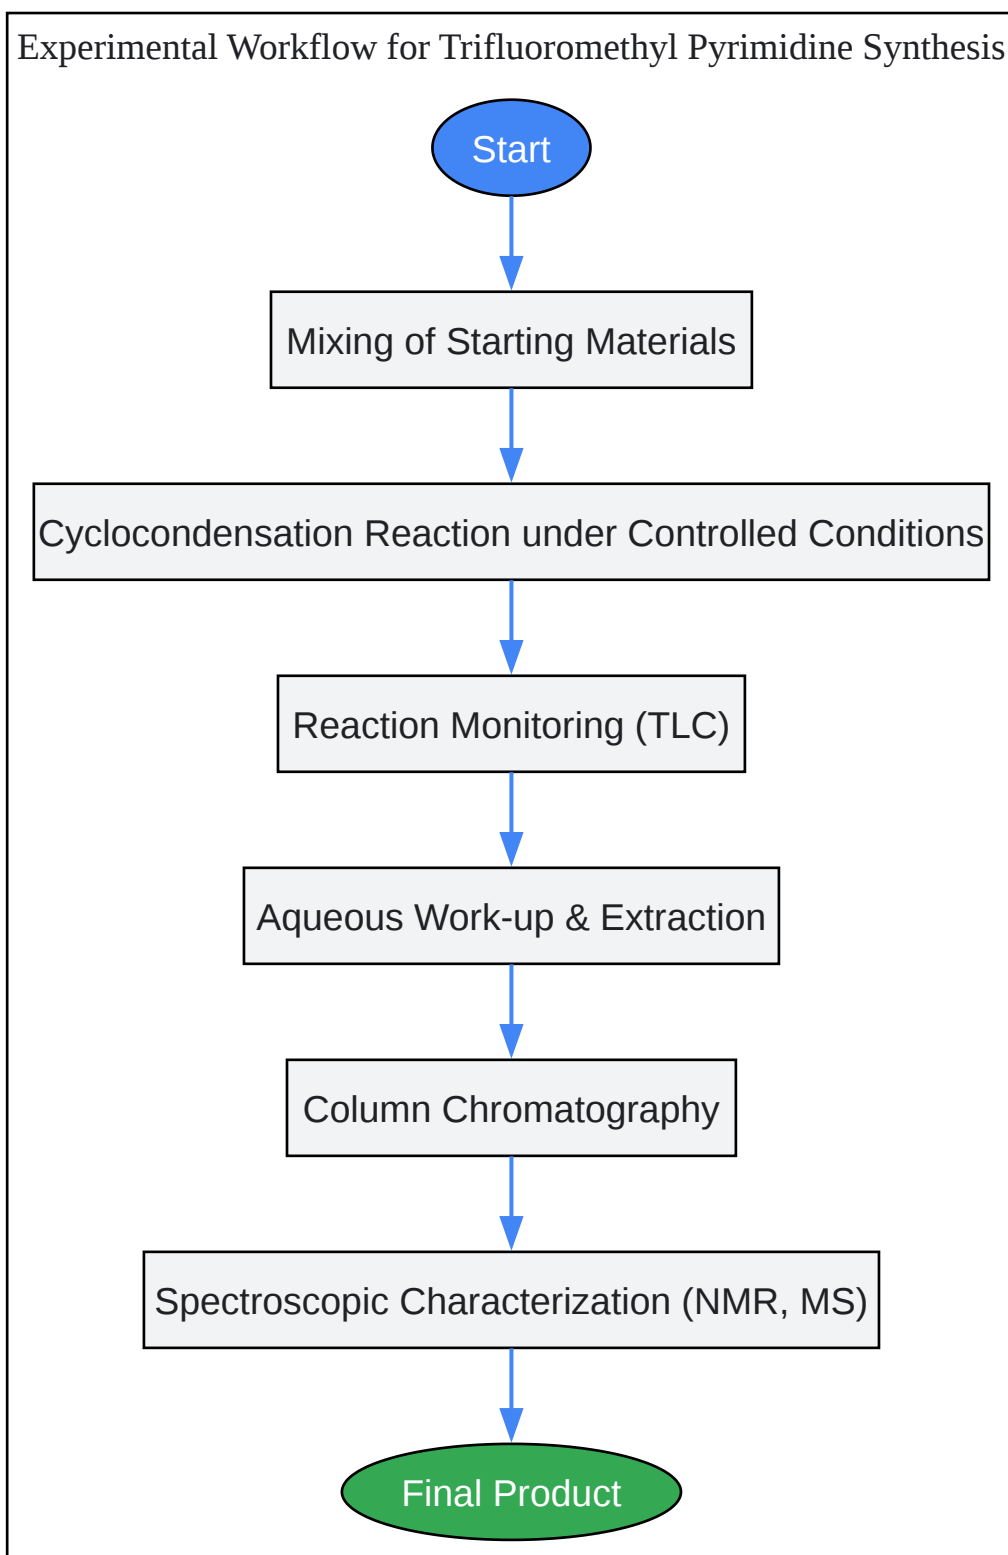 Experimental Workflow for Trifluoromethyl Pyrimidine Synthesis
Start
Mixing of Starting Materials
Cyclocondensation Reaction under Controlled Conditions
Reaction Monitoring (TLC)
Aqueous Work-up & Extraction
Column Chromatography
Spectroscopic Characterization (NMR, MS)
Final Product